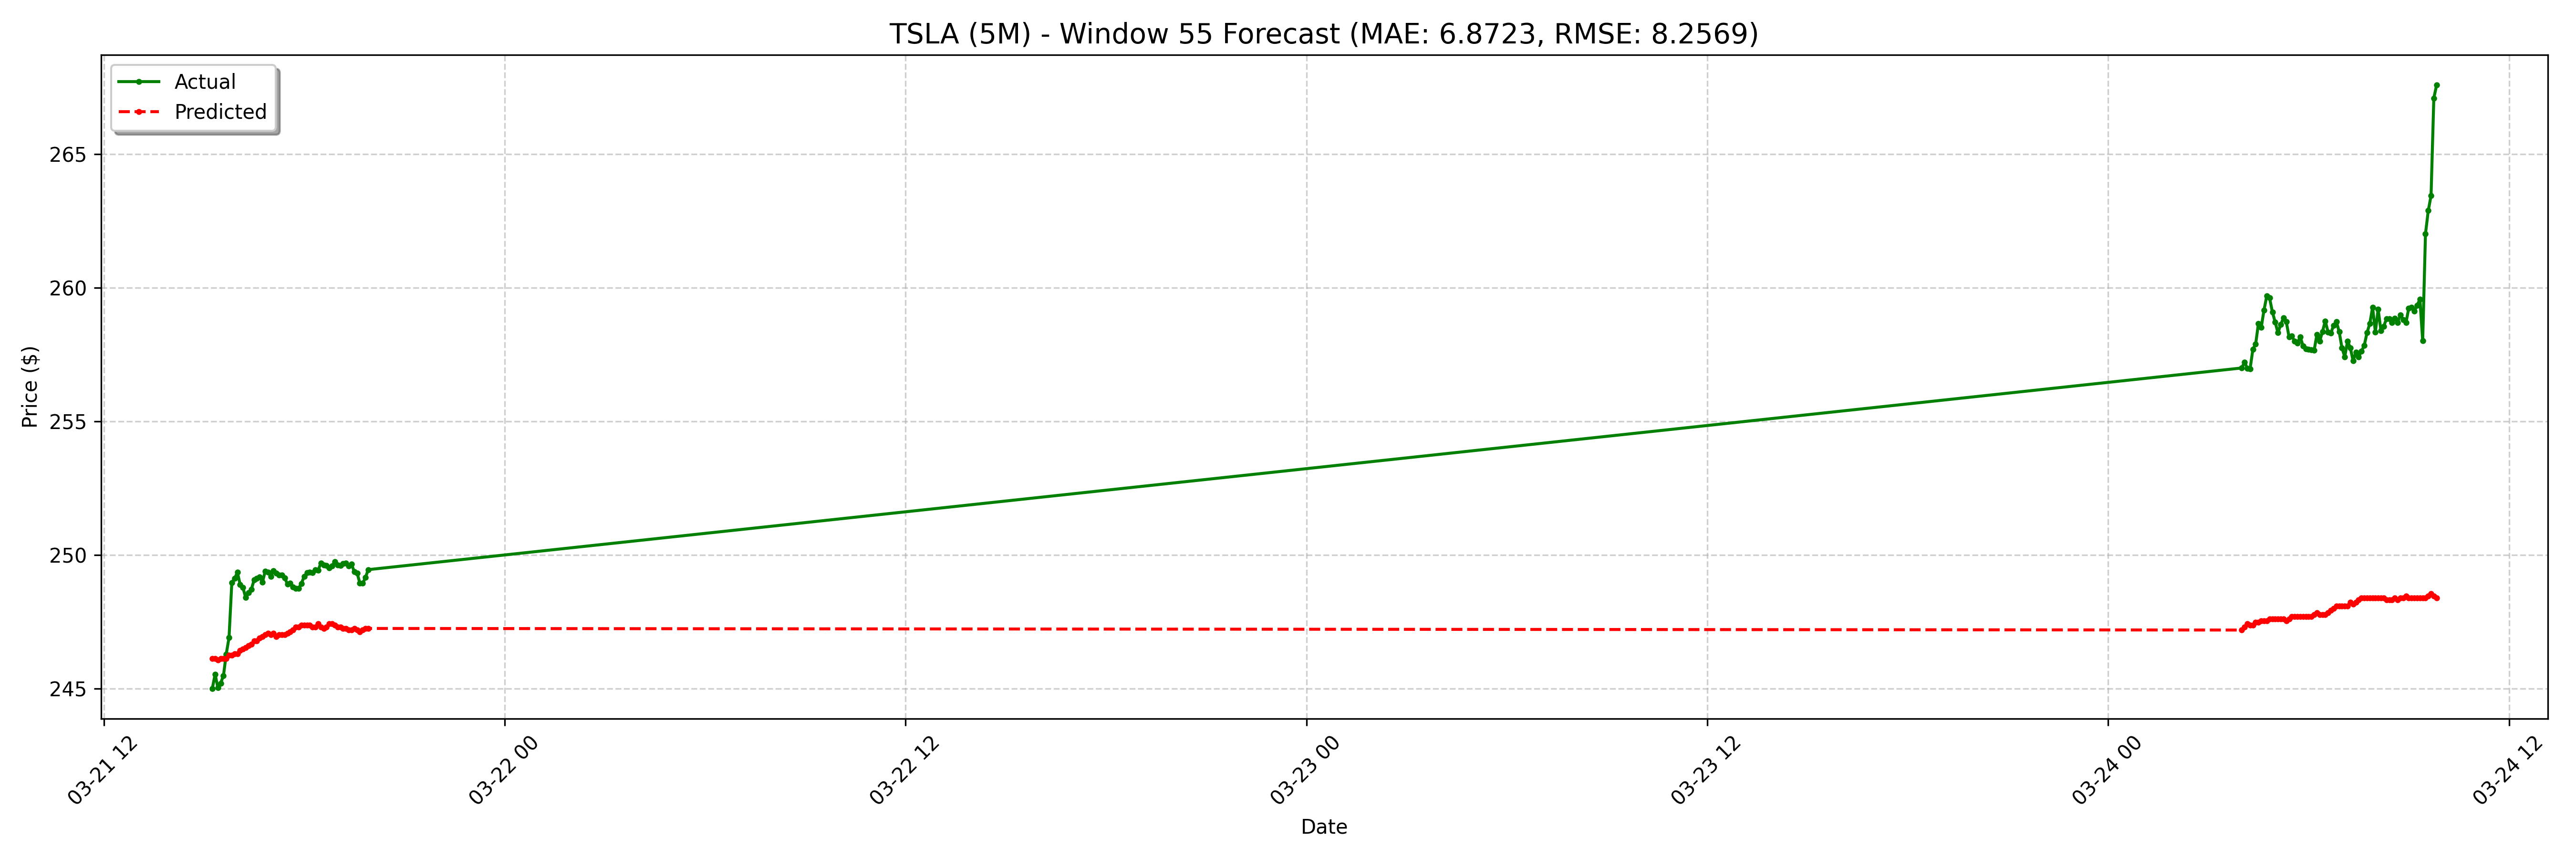 TSLA (5M) - Window 55 Forecast (MAE: 6.8723, RMSE: 8.2569)
Actual
Predicted
Price ($)
265
260
255
250
245
03-21 12
03-22 00
03-22 12
03-23 00
03-23 12
03-24 00
03-24 12
Date